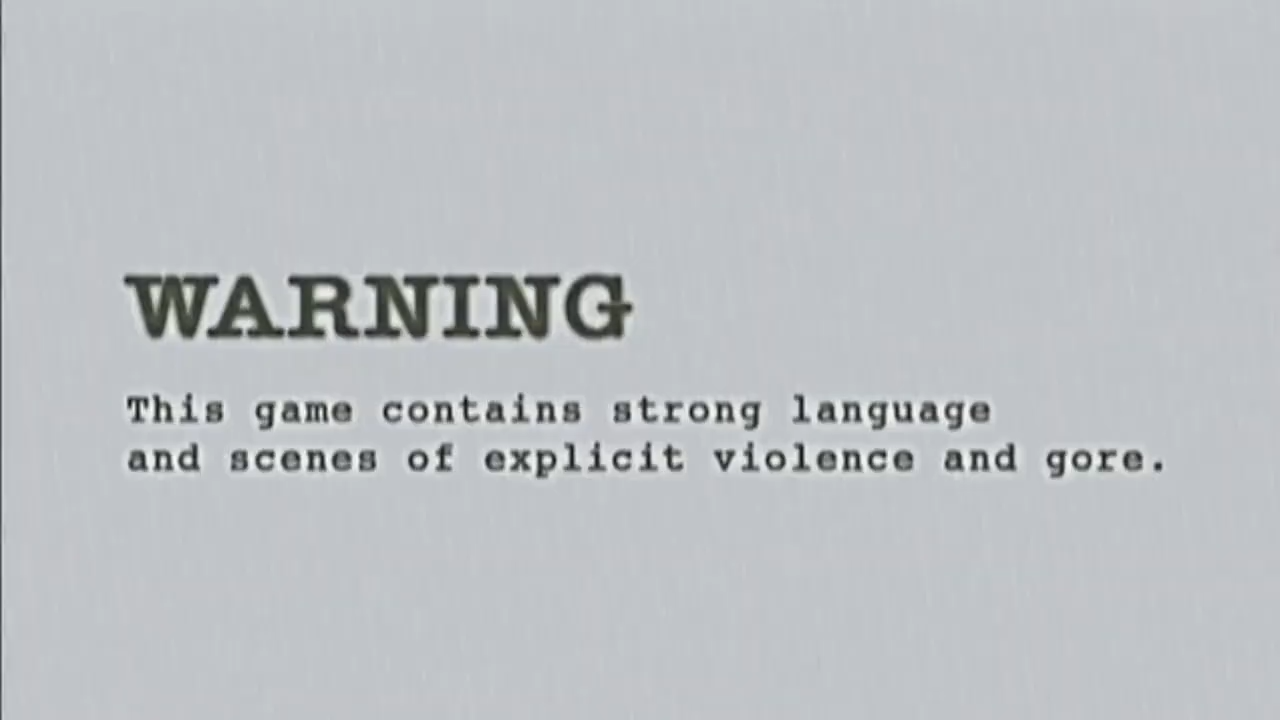 WARNING
This game contains strong language
and scenes of explicit violence and gore.